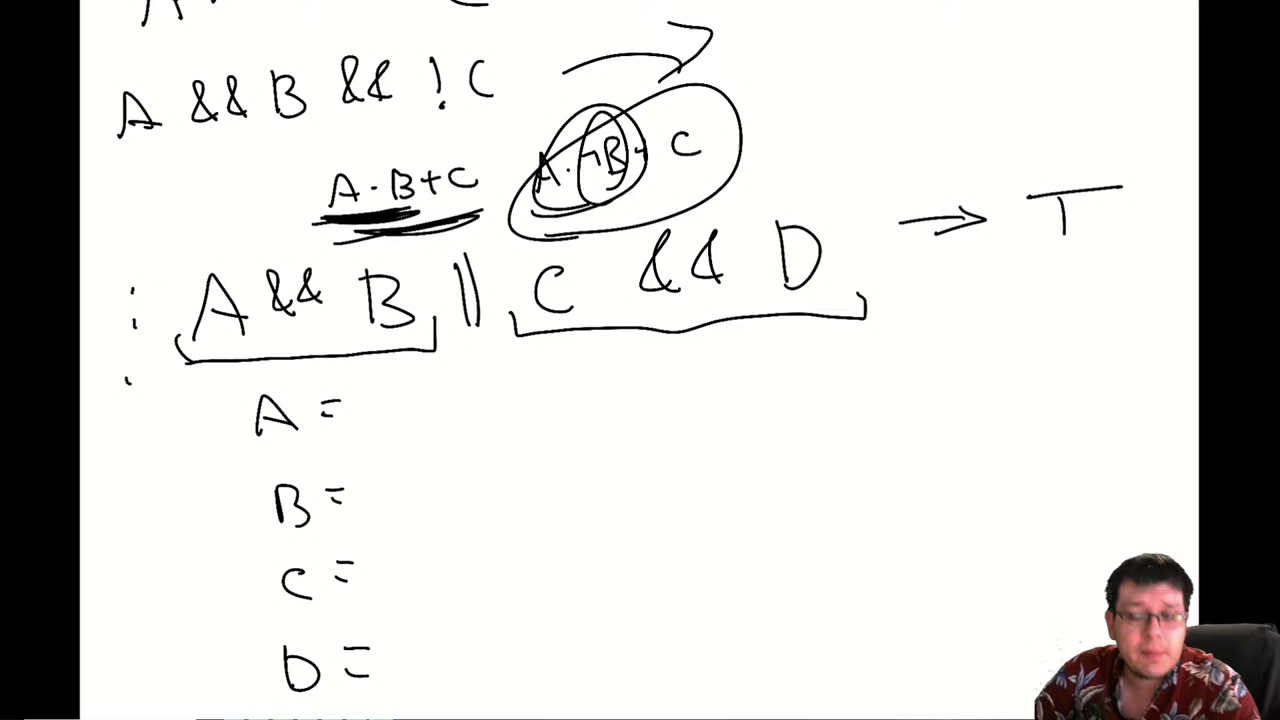 A && B && ! C
A · B + C
A · ¬B + C
A && B || C && D → T
A =
B =
C =
D =